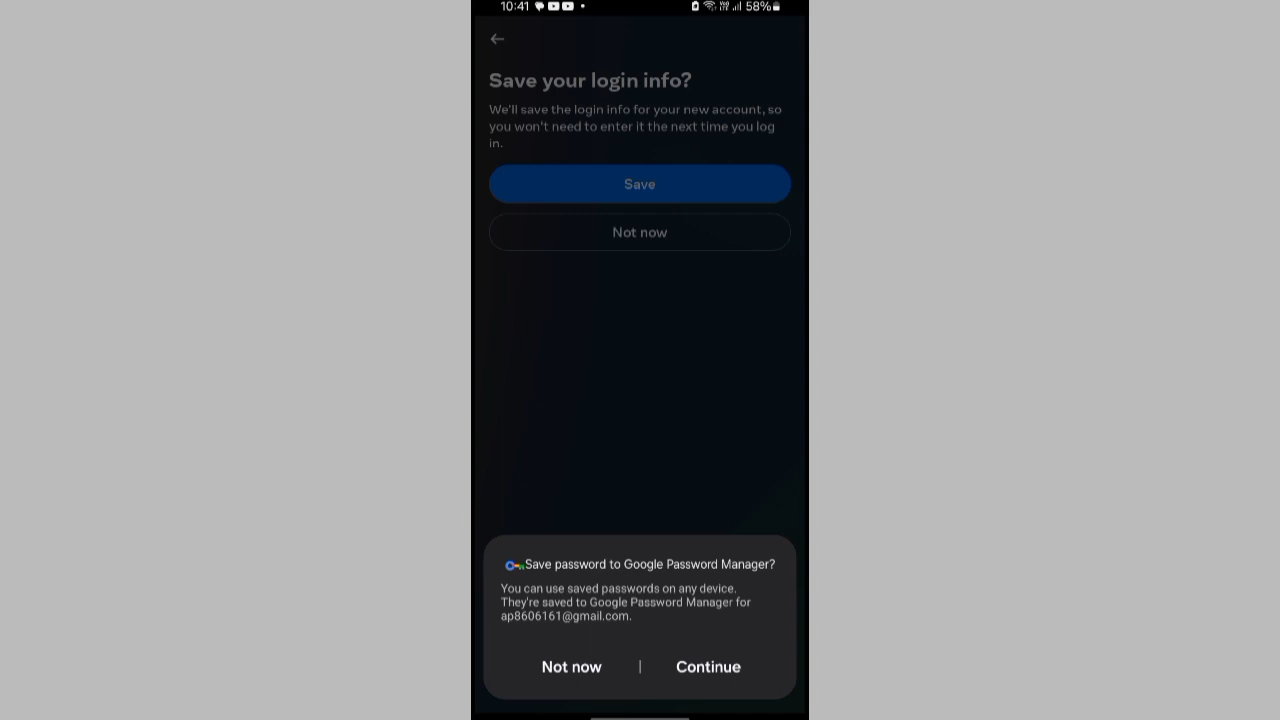 10:41
58%
Save your login info?
We'll save the login info for your new account, so
you won't need to enter it the next time you log
in.
Save
Not now
Save password to Google Password Manager?
You can use saved passwords on any device.
They're saved to Google Password Manager for
ap8606161@gmail.com.
Not now | Continue